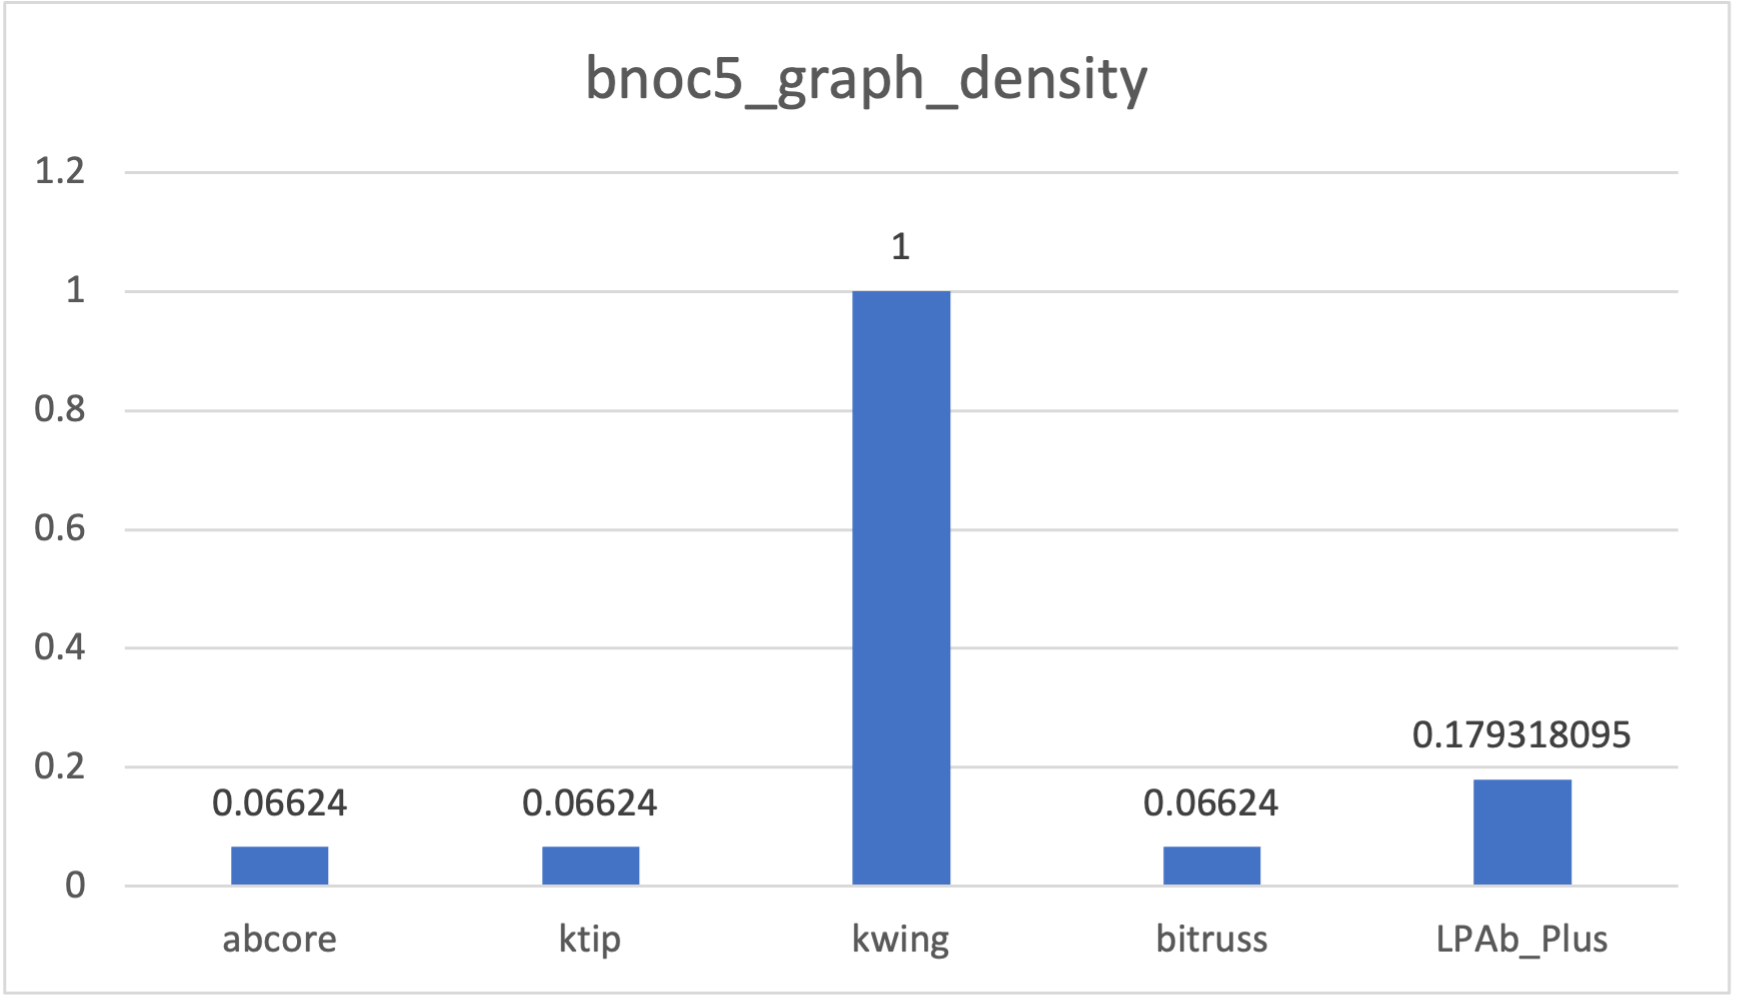 bnoc5_graph_density
1.2
1
1
0.8
0.6
0.4
0.179318095
0.2
0.06624
0.06624
0.06624
0
abcore
ktip
kwing
bitruss
LPAb_Plus